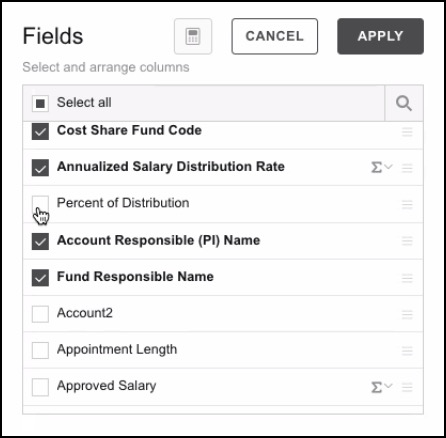 Fields
CANCEL
APPLY
Select and arrange columns
Select all
Cost Share Fund Code
Annualized Salary Distribution Rate
Σ
Percent of Distribution
Account Responsible (PI) Name
Fund Responsible Name
Account2
Appointment Length
Approved Salary
Σ